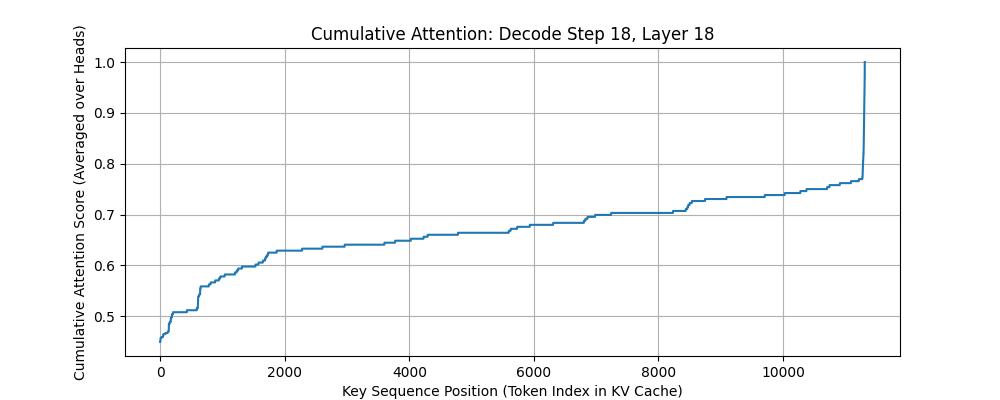 Cumulative Attention: Decode Step 18, Layer 18
Cumulative Attention Score (Averaged over Heads)
1.0
0.9
0.8
0.7
0.6
0.5
0 2000 4000 6000 8000 10000
Key Sequence Position (Token Index in KV Cache)